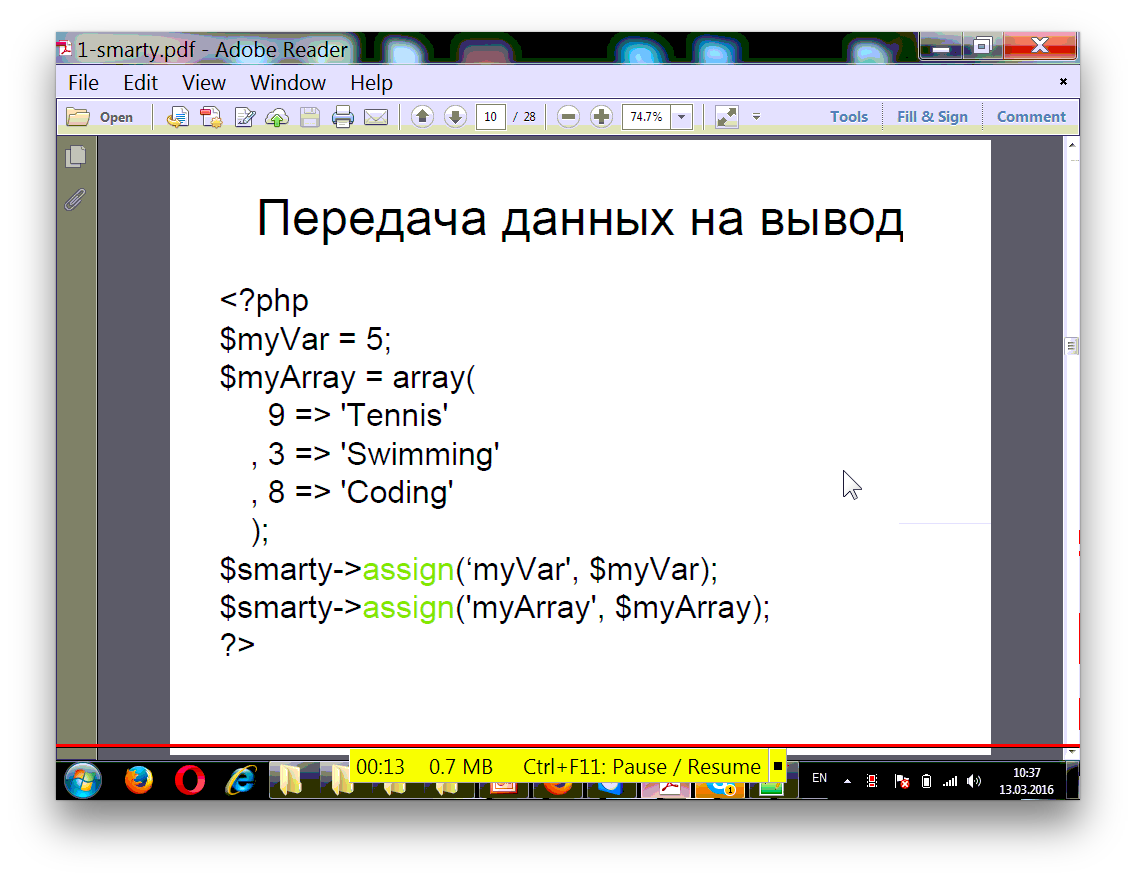 1-smarty.pdf - Adobe Reader
File Edit View Window Help
Open 10 / 28 74.7% Tools Fill & Sign Comment
Передача данных на вывод
<?php
$myVar = 5;
$myArray = array(
9 => 'Tennis'
, 3 => 'Swimming'
, 8 => 'Coding'
);
$smarty->assign(‘myVar', $myVar);
$smarty->assign('myArray', $myArray);
?>
00:13 0.7 MB Ctrl+F11: Pause / Resume
EN 10:37
13.03.2016
1